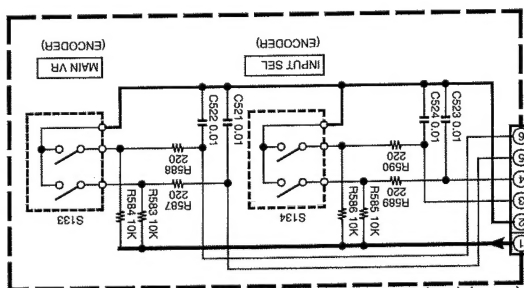 1
2
3
4
5
6
R585 10K
R586 10K
S134
R583 10K
R584 10K
S133
R589
220
R590
220
R587
220
R588
220
C523 0.01
C524 0.01
C521 0.01
C522 0.01
INPUT SEL
(ENCODER)
MAIN VR
(ENCODER)